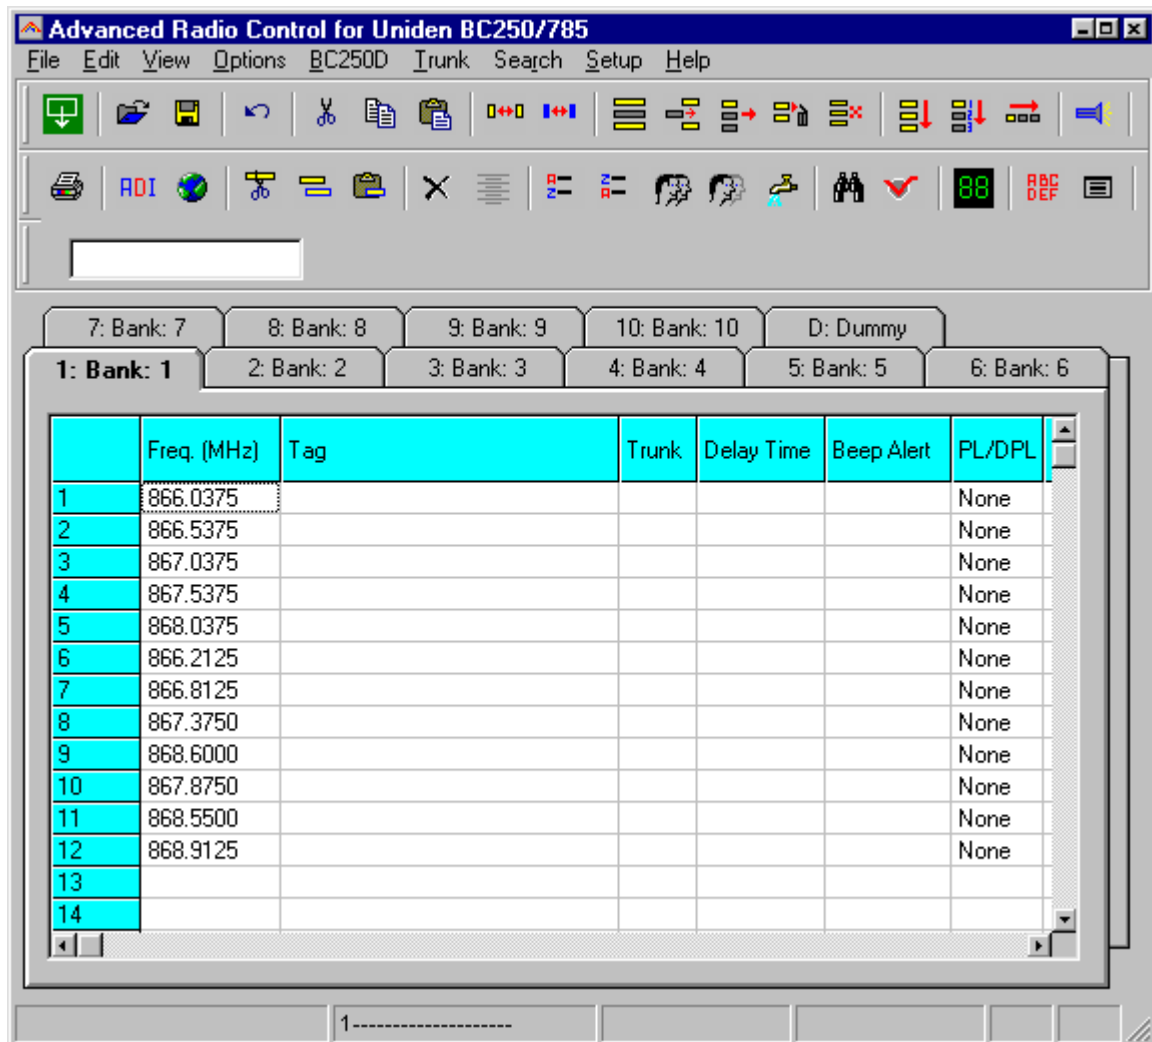 Advanced Radio Control for Uniden BC250/785
File Edit View Options BC250D Trunk Search Setup Help
ADI 88 ABC DEF
7: Bank: 7 8: Bank: 8 9: Bank: 9 10: Bank: 10 D: Dummy
1: Bank: 1 2: Bank: 2 3: Bank: 3 4: Bank: 4 5: Bank: 5 6: Bank: 6
Freq. (MHz) Tag Trunk Delay Time Beep Alert PL/DPL
1 866.0375 None
2 866.5375 None
3 867.0375 None
4 867.5375 None
5 868.0375 None
6 866.2125 None
7 866.8125 None
8 867.3750 None
9 868.6000 None
10 867.8750 None
11 868.5500 None
12 868.9125 None
13
14
1--------------------